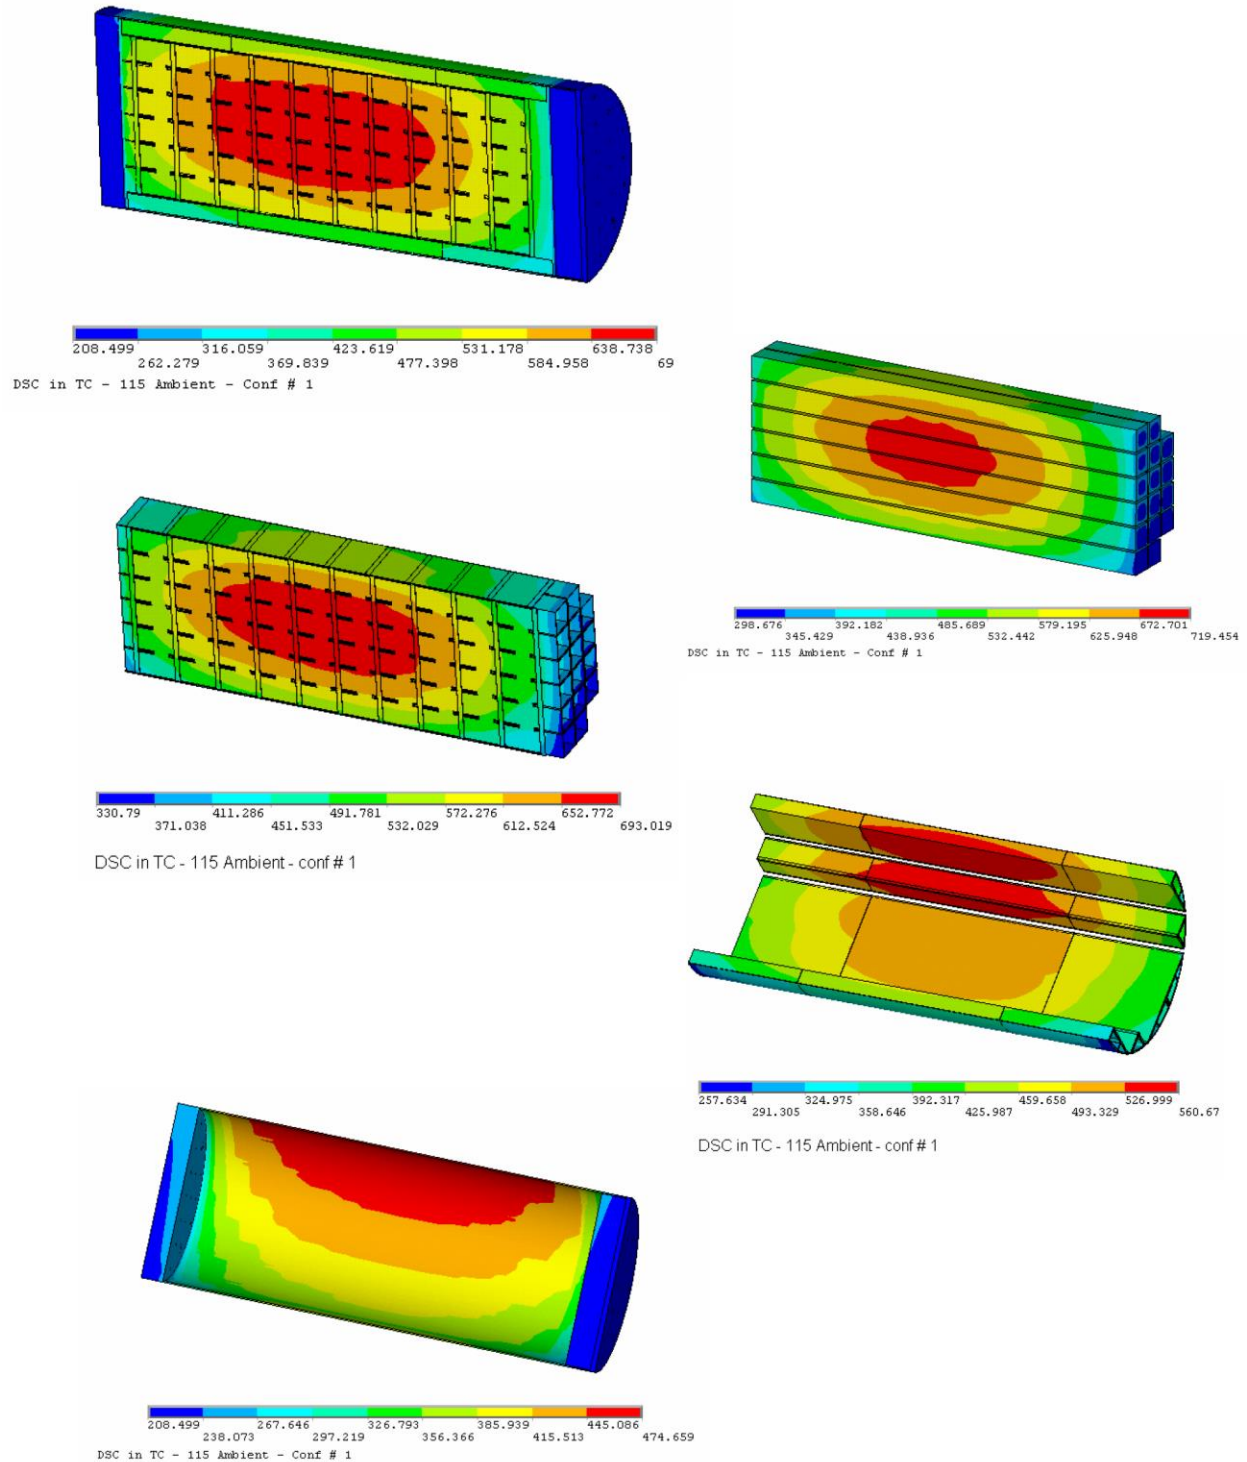 208.499 316.059 423.619 531.178 638.738
262.279 369.839 477.398 584.958 69
DSC in TC - 115 Ambient - Conf # 1
298.676 392.182 485.689 579.195 672.701
345.429 438.936 532.442 625.948 719.454
DSC in TC - 115 Ambient - Conf # 1
330.79 411.286 491.781 572.276 652.772
371.038 451.533 532.029 612.524 693.019
DSC in TC - 115 Ambient - conf # 1
257.634 324.975 392.317 459.658 526.999
291.305 358.646 425.987 493.329 560.67
DSC in TC - 115 Ambient - conf # 1
208.499 267.646 326.793 385.939 445.086
238.073 297.219 356.366 415.513 474.659
DSC in TC - 115 Ambient - Conf # 1